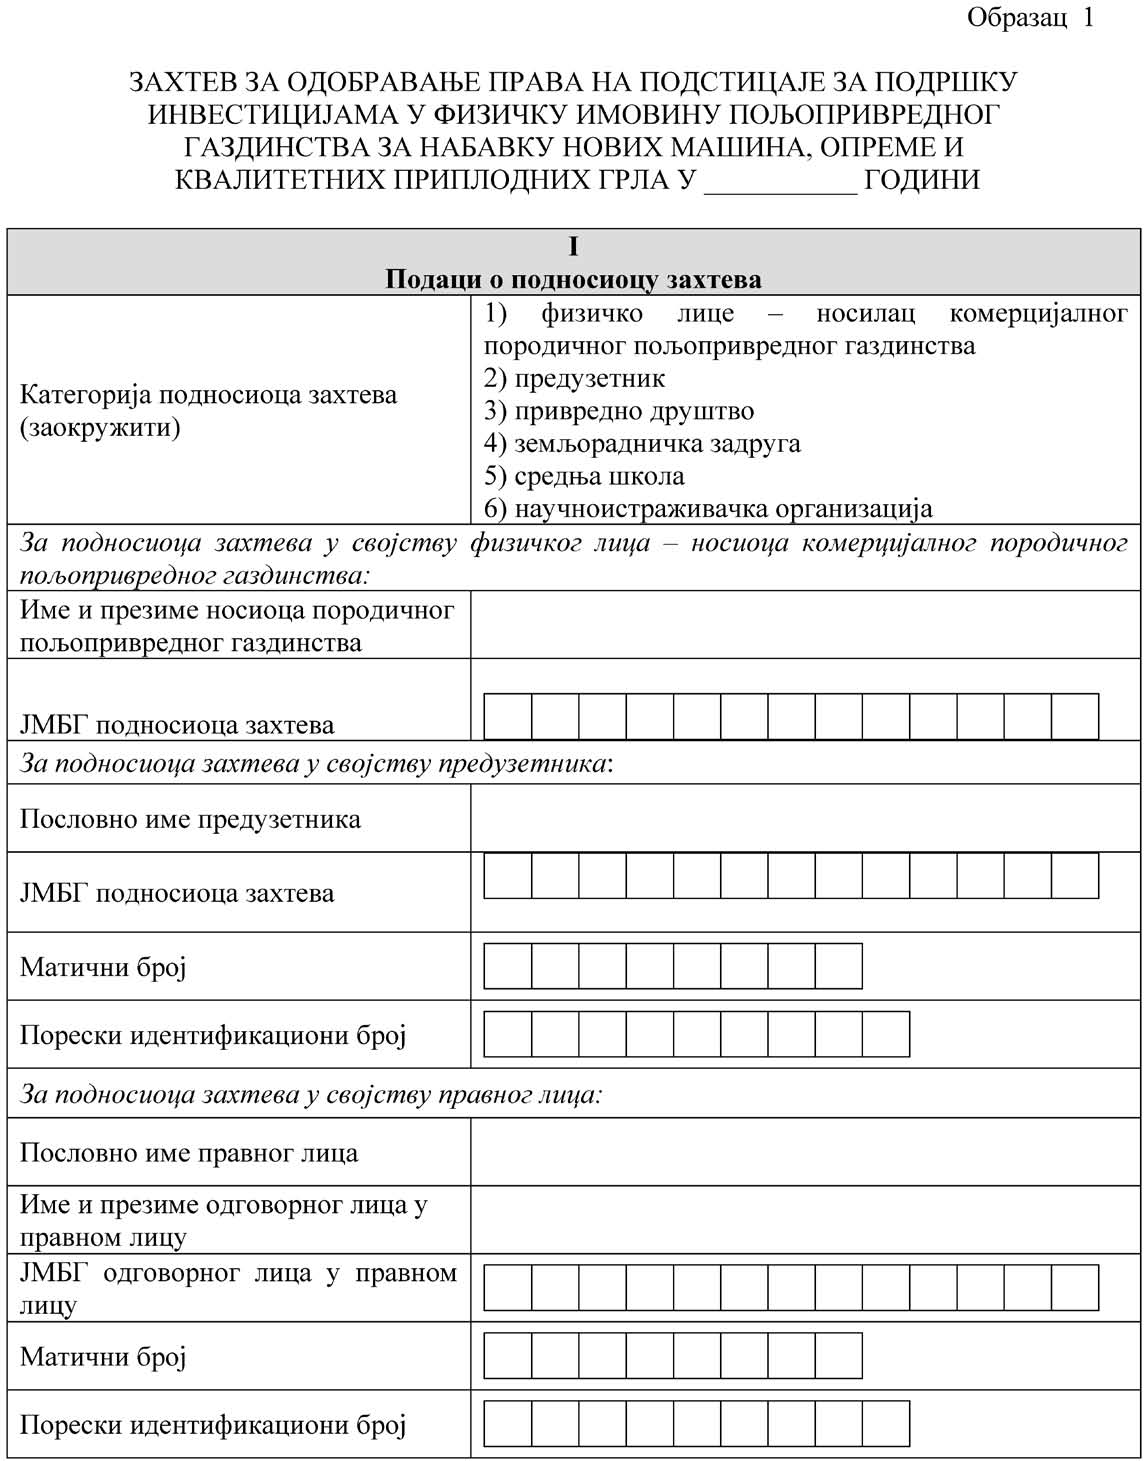 Образац 1
ЗАХТЕВ ЗА ОДОБРАВАЊЕ ПРАВА НА ПОДСТИЦАЈЕ ЗА ПОДРШКУ
ИНВЕСТИЦИЈАМА У ФИЗИЧКУ ИМОВИНУ ПОЉОПРИВРЕДНОГ
ГАЗДИНСТВА ЗА НАБАВКУ НОВИХ МАШИНА, ОПРЕМЕ И
КВАЛИТЕТНИХ ПРИПЛОДНИХ ГРЛА У ___________ ГОДИНИ
I
Подаци о подносиоцу захтева
Категорија подносиоца захтева
(заокружити)
1) физичко лице – носилац комерцијалног
породичног пољопривредног газдинства
2) предузетник
3) привредно друштво
4) земљорадничка задруга
5) средња школа
6) научноистраживачка организација
За подносиоца захтева у својству физичког лица – носиоца комерцијалног породичног
пољопривредног газдинства:
Име и презиме носиоца породичног
пољопривредног газдинства
ЈМБГ подносиоца захтева
За подносиоца захтева у својству предузетника:
Пословно име предузетника
ЈМБГ подносиоца захтева
Матични број
Порески идентификациони број
За подносиоца захтева у својству правног лица:
Пословно име правног лица
Име и презиме одговорног лица у
правном лицу
ЈМБГ одговорног лица у правном
лицу
Матични број
Порески идентификациони број